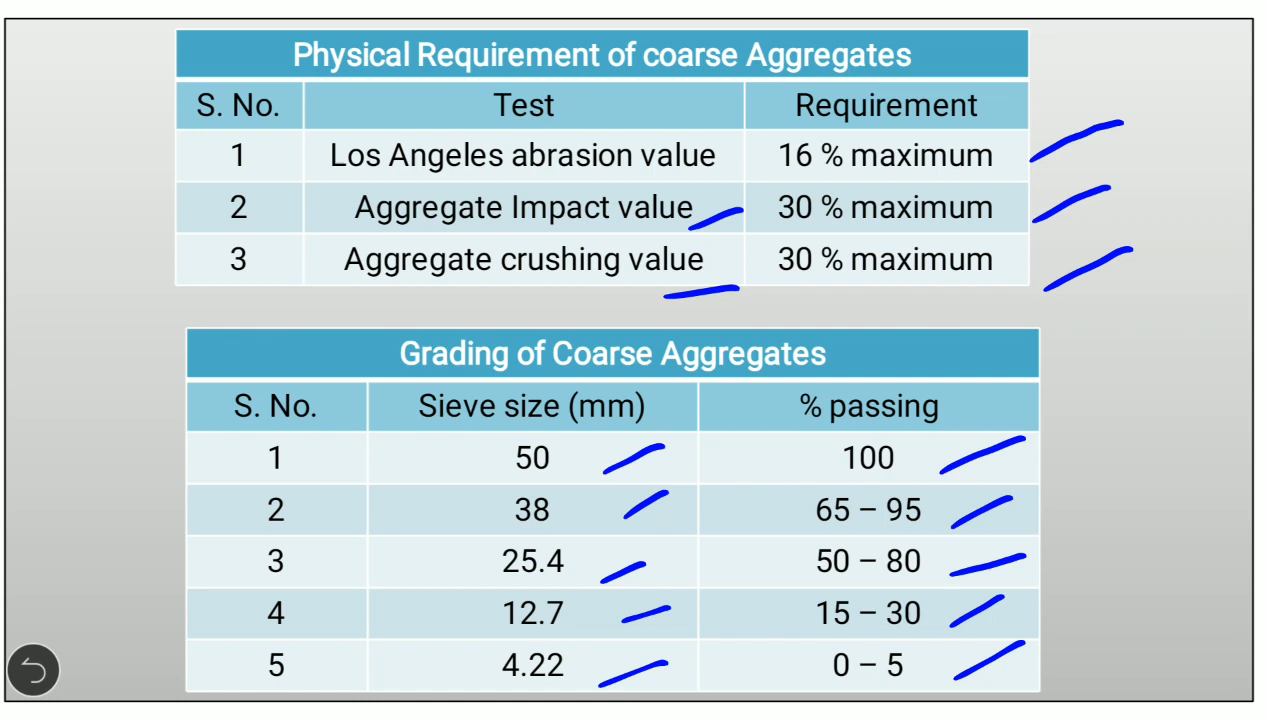 Physical Requirement of coarse Aggregates
S. No. Test Requirement
1 Los Angeles abrasion value 16 % maximum
2 Aggregate Impact value 30 % maximum
3 Aggregate crushing value 30 % maximum
Grading of Coarse Aggregates
S. No. Sieve size (mm) % passing
1 50 100
2 38 65 – 95
3 25.4 50 – 80
4 12.7 15 – 30
5 4.22 0 – 5